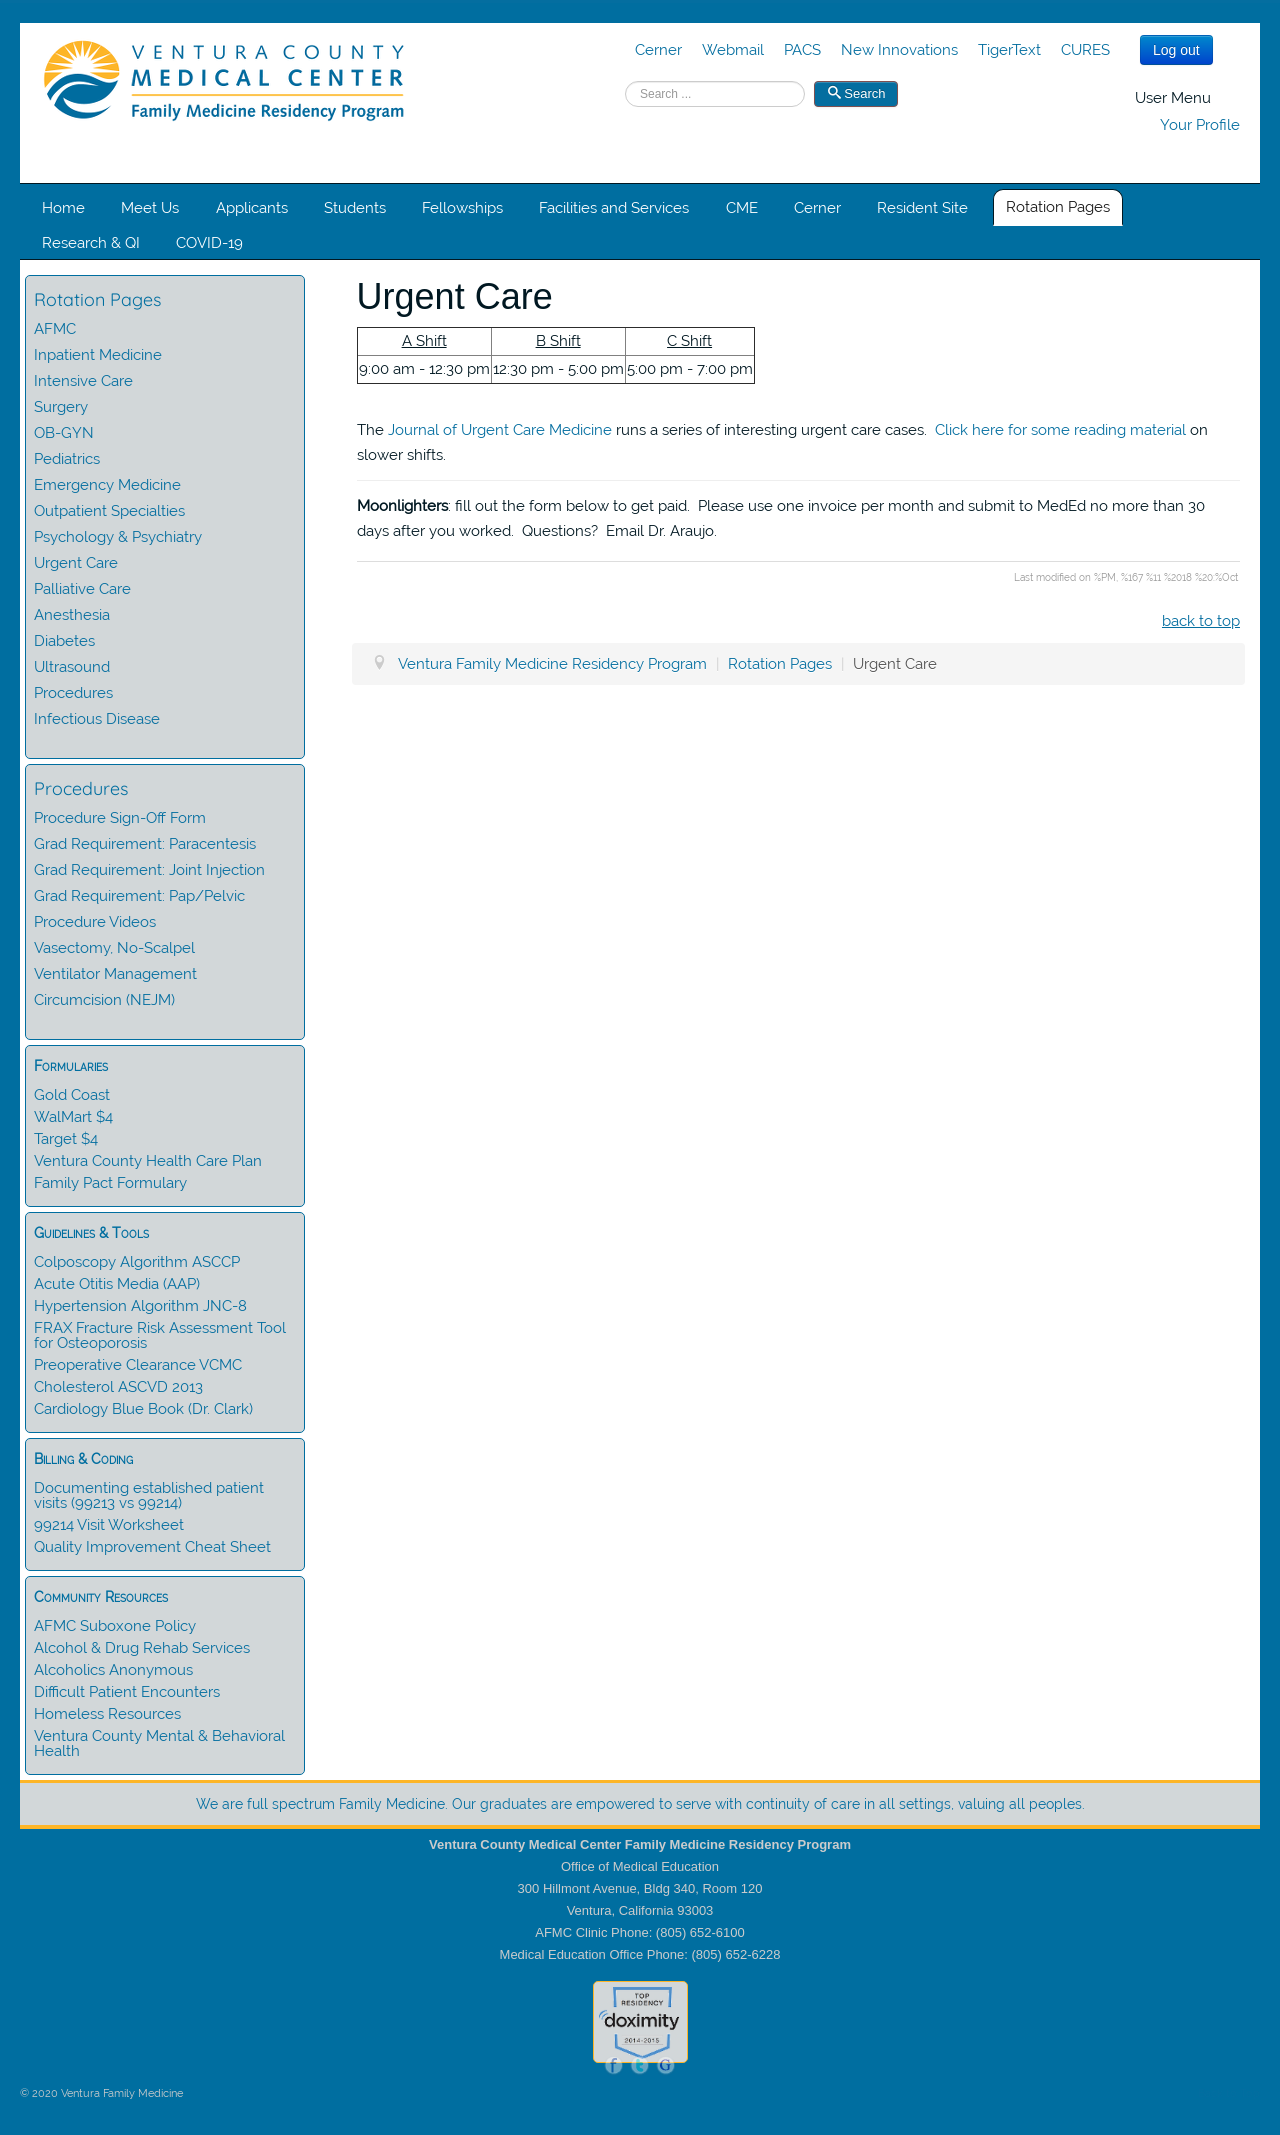 VENTURA COUNTY
MEDICAL CENTER
Family Medicine Residency Program
Cerner Webmail PACS New Innovations TigerText CURES Log out
Search ... Search
User Menu
Your Profile
Home Meet Us Applicants Students Fellowships Facilities and Services CME Cerner Resident Site Rotation Pages
Research & QI COVID-19
Rotation Pages
AFMC
Inpatient Medicine
Intensive Care
Surgery
OB-GYN
Pediatrics
Emergency Medicine
Outpatient Specialties
Psychology & Psychiatry
Urgent Care
Palliative Care
Anesthesia
Diabetes
Ultrasound
Procedures
Infectious Disease
Procedures
Procedure Sign-Off Form
Grad Requirement: Paracentesis
Grad Requirement: Joint Injection
Grad Requirement: Pap/Pelvic
Procedure Videos
Vasectomy, No-Scalpel
Ventilator Management
Circumcision (NEJM)
Formularies
Gold Coast
WalMart $4
Target $4
Ventura County Health Care Plan
Family Pact Formulary
Guidelines & Tools
Colposcopy Algorithm ASCCP
Acute Otitis Media (AAP)
Hypertension Algorithm JNC-8
FRAX Fracture Risk Assessment Tool
for Osteoporosis
Preoperative Clearance VCMC
Cholesterol ASCVD 2013
Cardiology Blue Book (Dr. Clark)
Billing & Coding
Documenting established patient
visits (99213 vs 99214)
99214 Visit Worksheet
Quality Improvement Cheat Sheet
Community Resources
AFMC Suboxone Policy
Alcohol & Drug Rehab Services
Alcoholics Anonymous
Difficult Patient Encounters
Homeless Resources
Ventura County Mental & Behavioral
Health
Urgent Care
A Shift B Shift C Shift
9:00 am - 12:30 pm 12:30 pm - 5:00 pm 5:00 pm - 7:00 pm
The Journal of Urgent Care Medicine runs a series of interesting urgent care cases. Click here for some reading material on
slower shifts.
Moonlighters: fill out the form below to get paid. Please use one invoice per month and submit to MedEd no more than 30
days after you worked. Questions? Email Dr. Araujo.
Last modified on %PM, %167 %11 %2018 %20:%Oct
back to top
Ventura Family Medicine Residency Program | Rotation Pages | Urgent Care
We are full spectrum Family Medicine. Our graduates are empowered to serve with continuity of care in all settings, valuing all peoples.
Ventura County Medical Center Family Medicine Residency Program
Office of Medical Education
300 Hillmont Avenue, Bldg 340, Room 120
Ventura, California 93003
AFMC Clinic Phone: (805) 652-6100
Medical Education Office Phone: (805) 652-6228
TOP
RESIDENCY
doximity
2014-2015
f t G
© 2020 Ventura Family Medicine